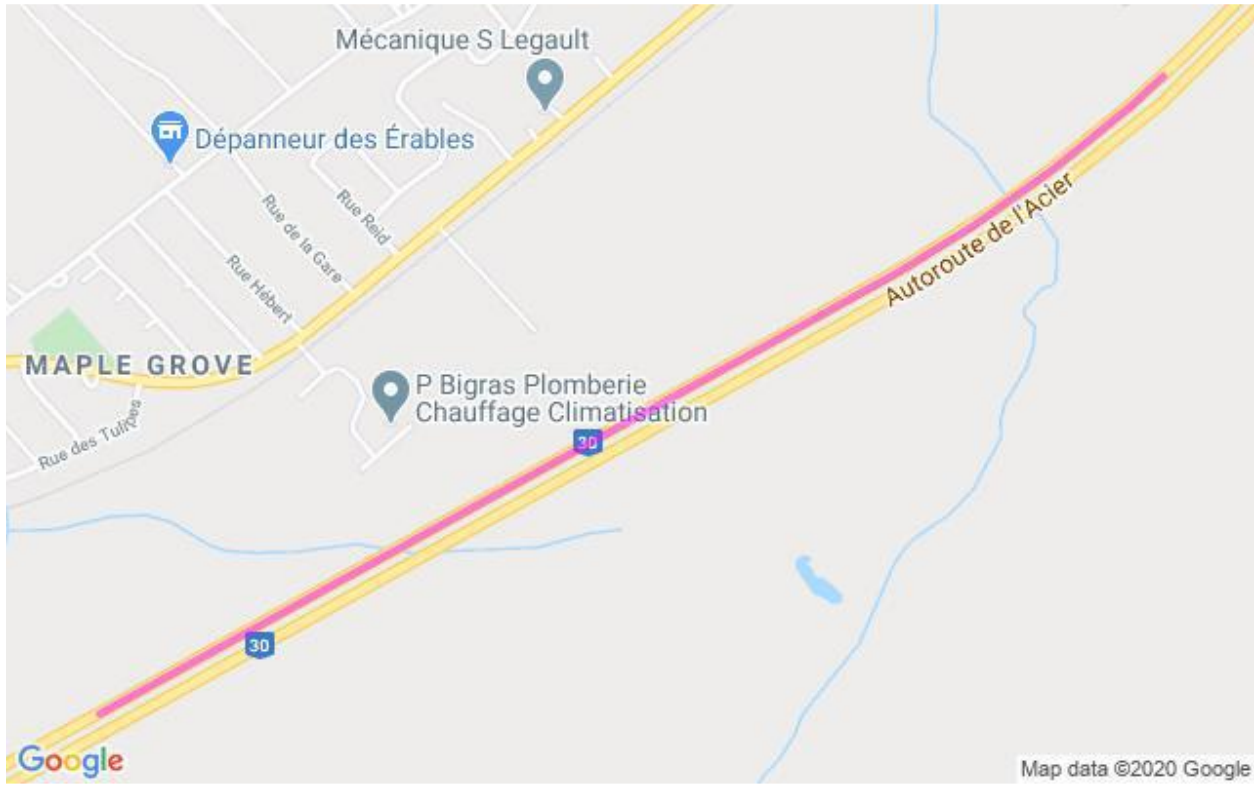 Mécanique S Legault
Dépanneur des Érables
Rue Reid
Rue de la Gare
Rue Hébert
MAPLE GROVE
P Bigras Plomberie
Chauffage Climatisation
Rue des Tulipes
Autoroute de l'Acier
30
30
Google
Map data ©2020 Google